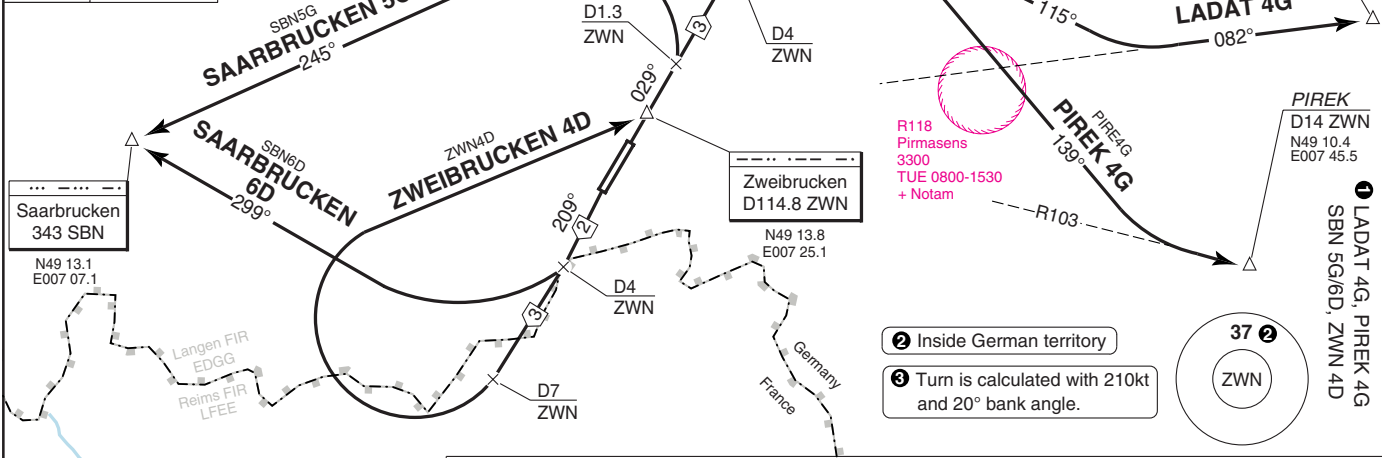 SBN5G
SAARBRUCKEN 5G
245°
D1.3
ZWN
3
D4
ZWN
029°
115°
LADAT 4G
082°
SBN6D
SAARBRUCKEN
6D
299°
ZWN4D
ZWEIBRUCKEN 4D
R118
Pirmasens
3300
TUE 0800-1530
+ Notam
PIRE4G
PIREK 4G
139°
PIREK
D14 ZWN
N49 10.4
E007 45.5
Saarbrucken
343 SBN
N49 13.1
E007 07.1
Zweibrucken
D114.8 ZWN
N49 13.8
E007 25.1
209°
2
R103
D4
ZWN
3
D7
ZWN
Langen FIR
EDGG
Reims FIR
LFEE
Germany
France
2 Inside German territory
3 Turn is calculated with 210kt
and 20° bank angle.
37 2
ZWN
1 LADAT 4G, PIREK 4G
SBN 5G/6D, ZWN 4D